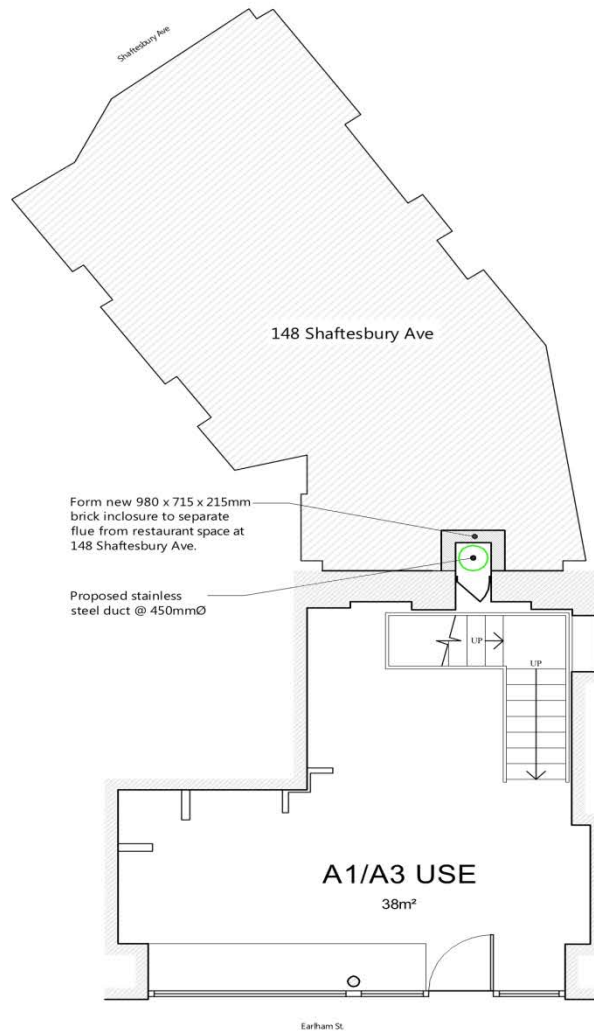 Shaftesbury Ave
148 Shaftesbury Ave
Form new 980 x 715 x 215mm
brick inclosure to separate
flue from restaurant space at
148 Shaftesbury Ave.
Proposed stainless
steel duct @ 450mmØ
UP
UP
A1/A3 USE
38m²
Earlham St.